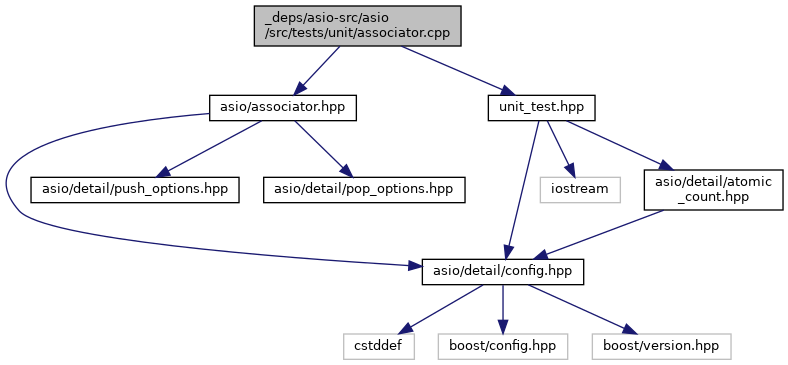 _deps/asio-src/asio
/src/tests/unit/associator.cpp
asio/associator.hpp
unit_test.hpp
asio/detail/push_options.hpp
asio/detail/pop_options.hpp
iostream
asio/detail/atomic
_count.hpp
asio/detail/config.hpp
cstddef
boost/config.hpp
boost/version.hpp